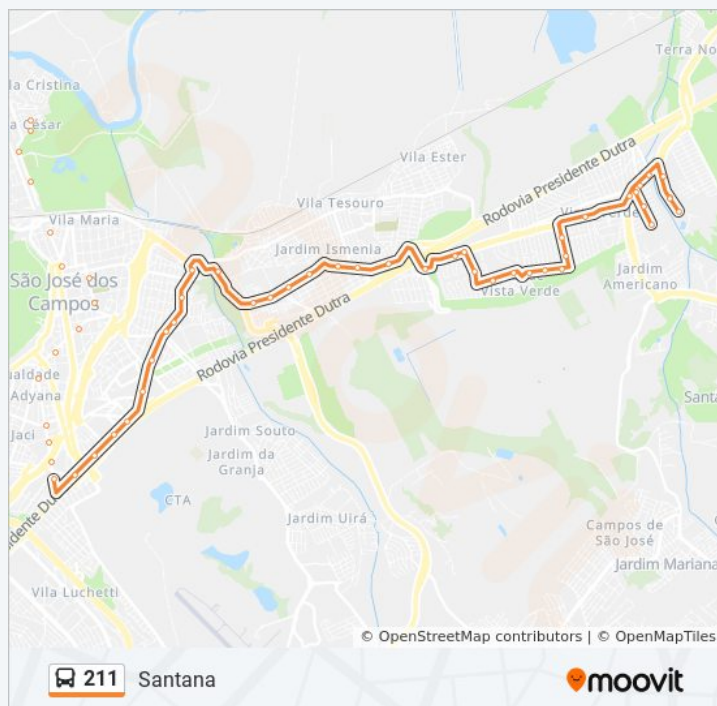 Terra No
la Cristina
a César
Rodovia Presidente Dutra
Vila Ester
Vila Tesouro
Vila Maria
Jardim Ismenia
São José dos
Campos
Jardim
Americano
Vista Verde
Rodovia Presidente Dutra
ualdade
Adyana
Santa
Jaci
Jardim Souto
Jardim da
Granja
CTA
sidente Du
Jardim Uirá
Campos de
São José
Jardim Mariana
Vila Luchetti
© OpenStreetMap contributors | © OpenMapTiles
211 Santana
moovit